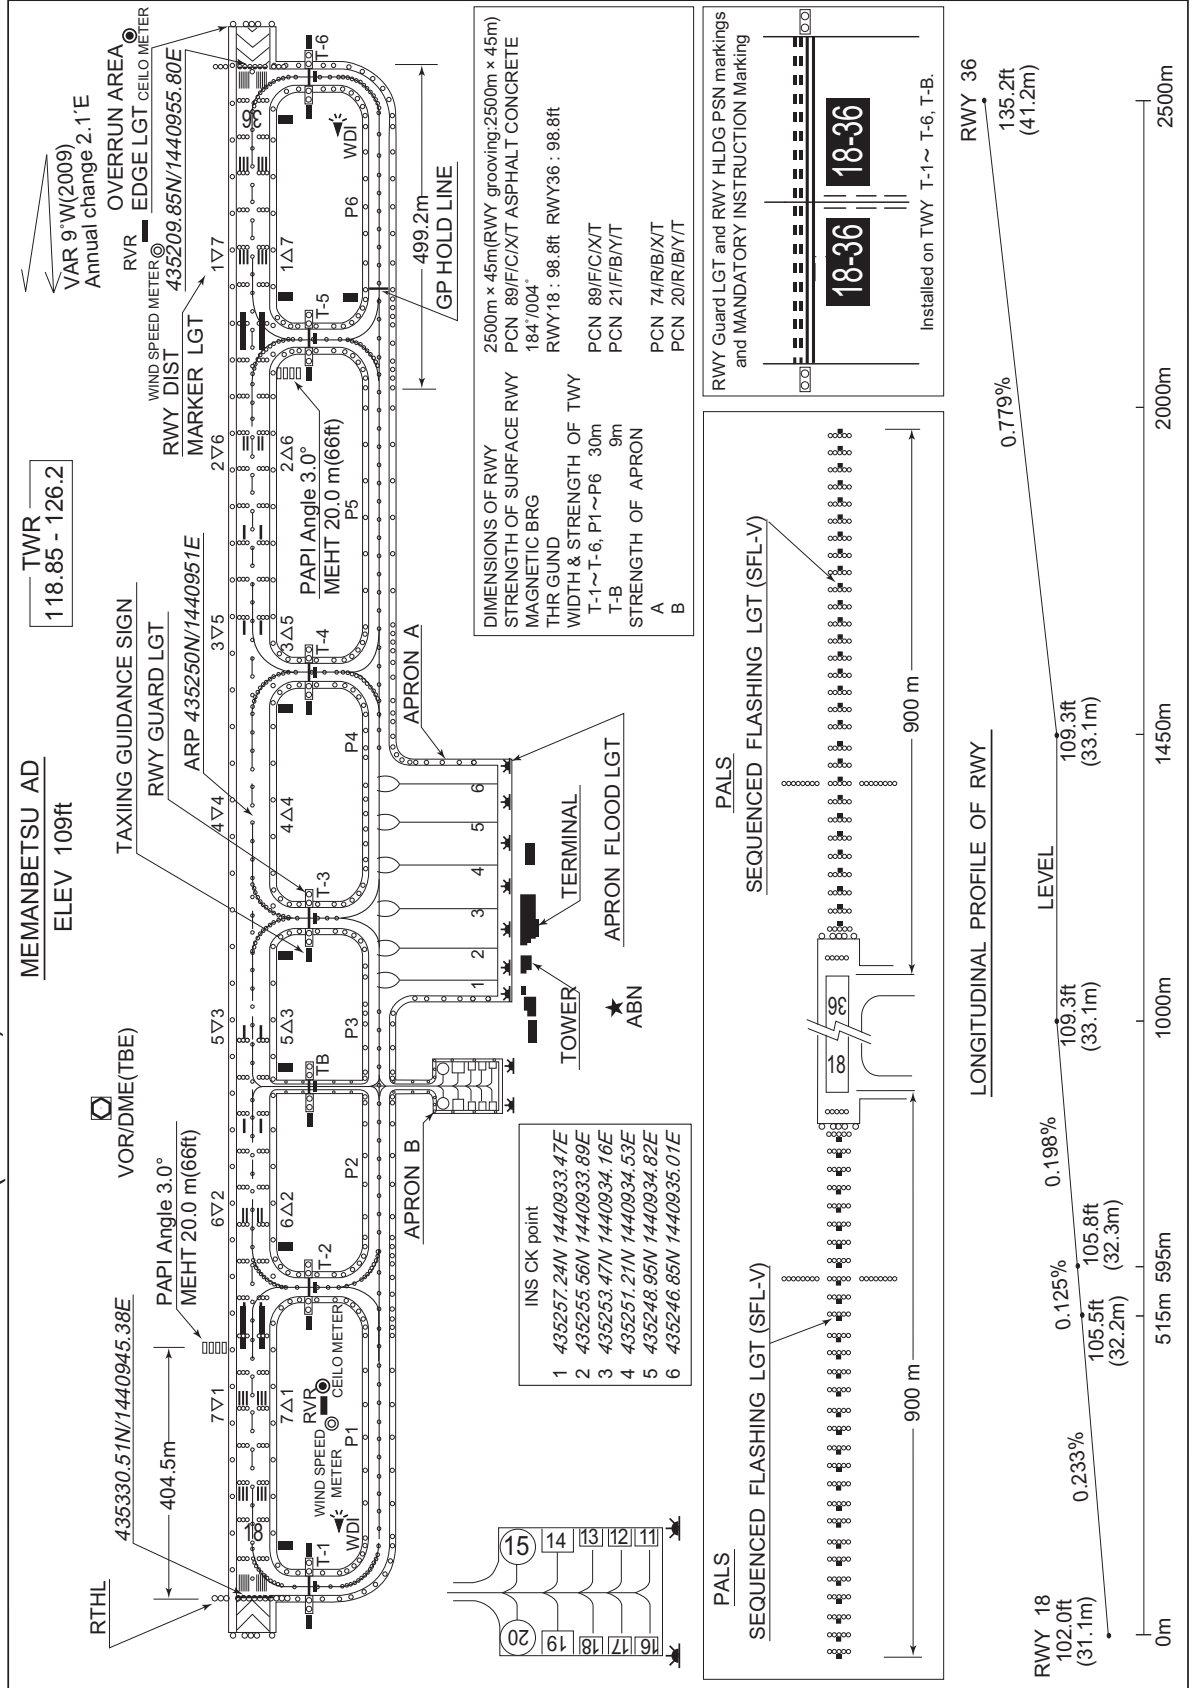 MEMANBETSU AD
ELEV 109ft
TWR
118.85 - 126.2
VAR 9°W(2009)
Annual change 2.1'E
RTHL
435330.51N/1440945.38E
404.5m
PAPI Angle 3.0°
MEHT 20.0 m(66ft)
VOR/DME(TBE)
TAXIING GUIDANCE SIGN
RWY GUARD LGT
ARP 435250N/1440951E
RWY DIST
MARKER LGT
WIND SPEED METER
RVR
OVERRUN AREA
EDGE LGT
CEILO METER
435209.85N/1440955.80E
7▽1
6▽2
5▽3
4▽4
3▽5
2▽6
1▽7
18
36
7△1
6△2
5△3
4△4
3△5
2△6
1△7
T-1
T-2
TB
T-3
T-4
T-5
T-6
WDI
WIND SPEED
METER
RVR
CEILO METER
PAPI Angle 3.0°
MEHT 20.0 m(66ft)
WDI
P1
P2
P3
P4
P5
P6
499.2m
GP HOLD LINE
APRON B
APRON A
1
2
3
4
5
6
TOWER
TERMINAL
ABN
APRON FLOOD LGT
15
14
13
12
11
20
19
18
17
16
INS CK point
1 435257.24N 1440933.47E
2 435255.56N 1440933.89E
3 435253.47N 1440934.16E
4 435251.21N 1440934.53E
5 435248.95N 1440934.82E
6 435246.85N 1440935.01E
DIMENSIONS OF RWY 2500m × 45m(RWY grooving:2500m × 45m)
STRENGTH OF SURFACE RWY PCN 89/F/C/X/T ASPHALT CONCRETE
MAGNETIC BRG 184°/004°
THR GUND RWY18 : 98.8ft RWY36 : 98.8ft
WIDTH & STRENGTH OF TWY
T-1~T-6, P1~P6 30m PCN 89/F/C/X/T
T-B 9m PCN 21/F/B/Y/T
STRENGTH OF APRON
A PCN 74/R/B/X/T
B PCN 20/R/B/Y/T
PALS
SEQUENCED FLASHING LGT (SFL-V)
900 m
18
36
PALS
SEQUENCED FLASHING LGT (SFL-V)
900 m
RWY Guard LGT and RWY HLDG PSN markings
and MANDATORY INSTRUCTION Marking
18-36
18-36
Installed on TWY T-1~ T-6, T-B.
LONGITUDINAL PROFILE OF RWY
RWY 18
102.0ft
(31.1m)
0.233%
105.5ft
(32.2m)
0.125%
105.8ft
(32.3m)
0.198%
109.3ft
(33.1m)
LEVEL
109.3ft
(33.1m)
0.779%
RWY 36
135.2ft
(41.2m)
0m
515m
595m
1000m
1450m
2000m
2500m